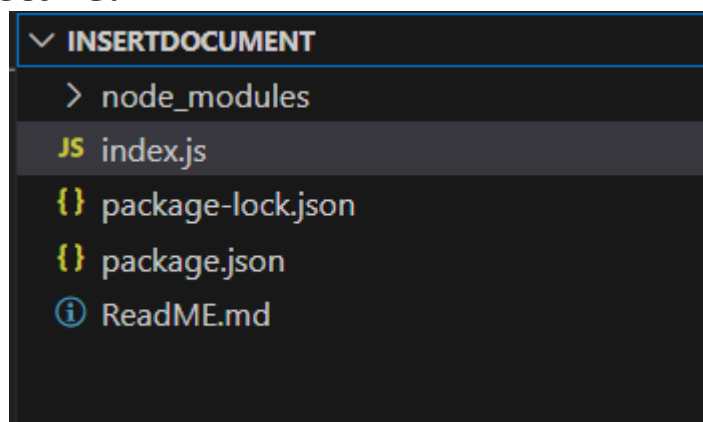 INSERTDOCUMENT
node_modules
JS index.js
{} package-lock.json
{} package.json
ReadME.md